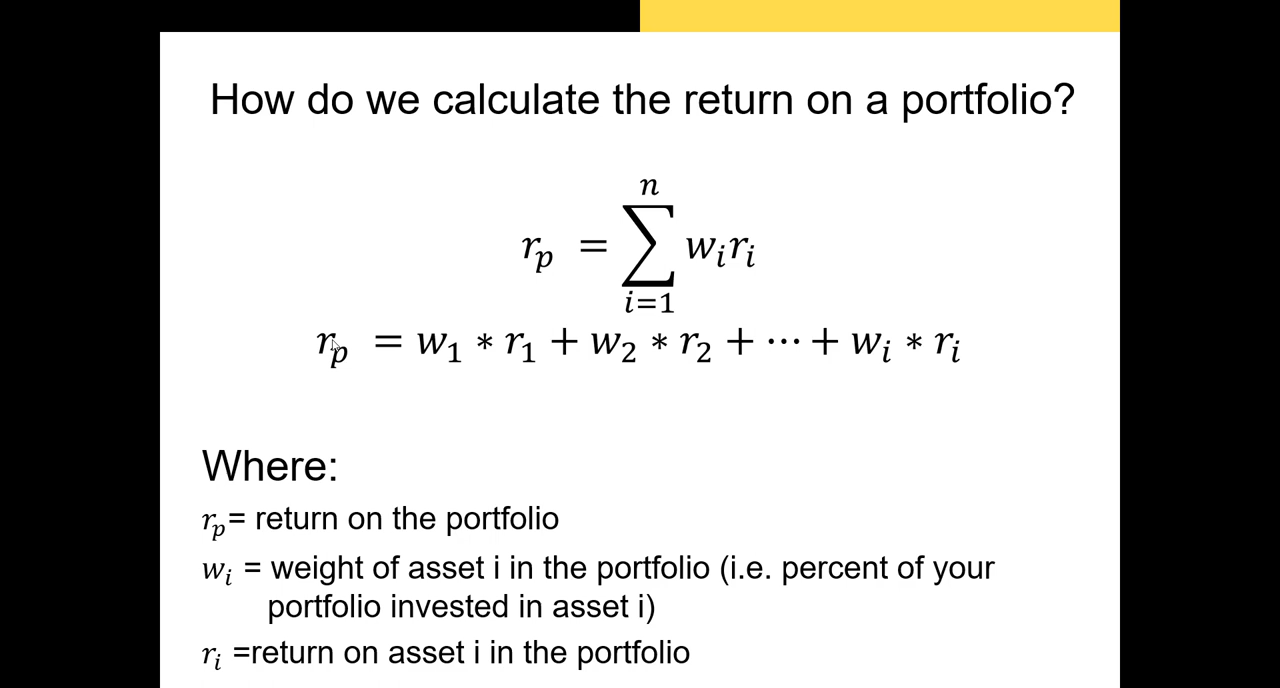 How do we calculate the return on a portfolio?
n
r_p = ∑ w_i r_i
i=1
r_p = w_1 * r_1 + w_2 * r_2 + ⋯ + w_i * r_i
Where:
r_p= return on the portfolio
w_i = weight of asset i in the portfolio (i.e. percent of your
portfolio invested in asset i)
r_i =return on asset i in the portfolio